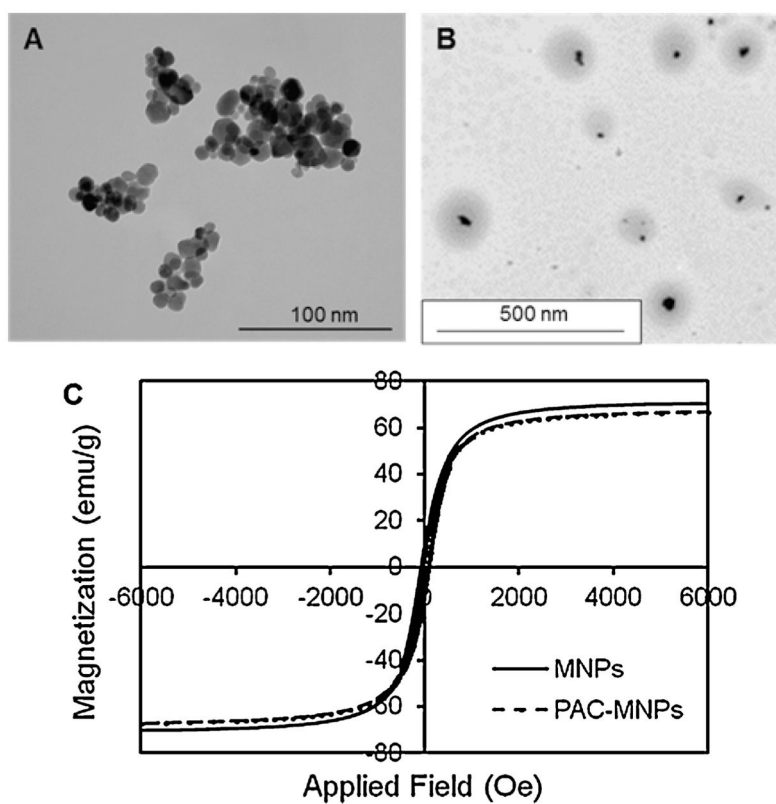 A
100 nm
B
500 nm
C
Magnetization (emu/g)
80
60
40
20
0
-6000 -4000 -2000 0 2000 4000 6000
-20
-40
-60
-80
MNPs
PAC-MNPs
Applied Field (Oe)